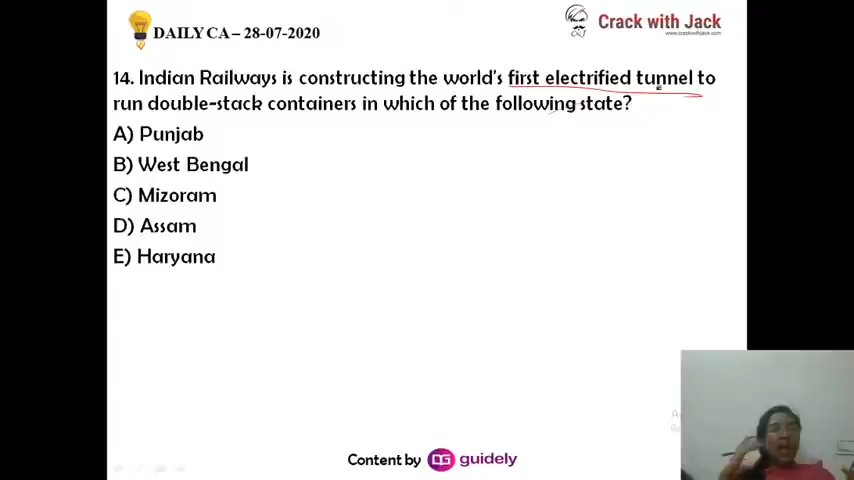 DAILY CA – 28-07-2020
Crack with Jack
www.crackwithjack.com
14. Indian Railways is constructing the world's first electrified tunnel to
run double-stack containers in which of the following state?
A) Punjab
B) West Bengal
C) Mizoram
D) Assam
E) Haryana
Content by DG guidely